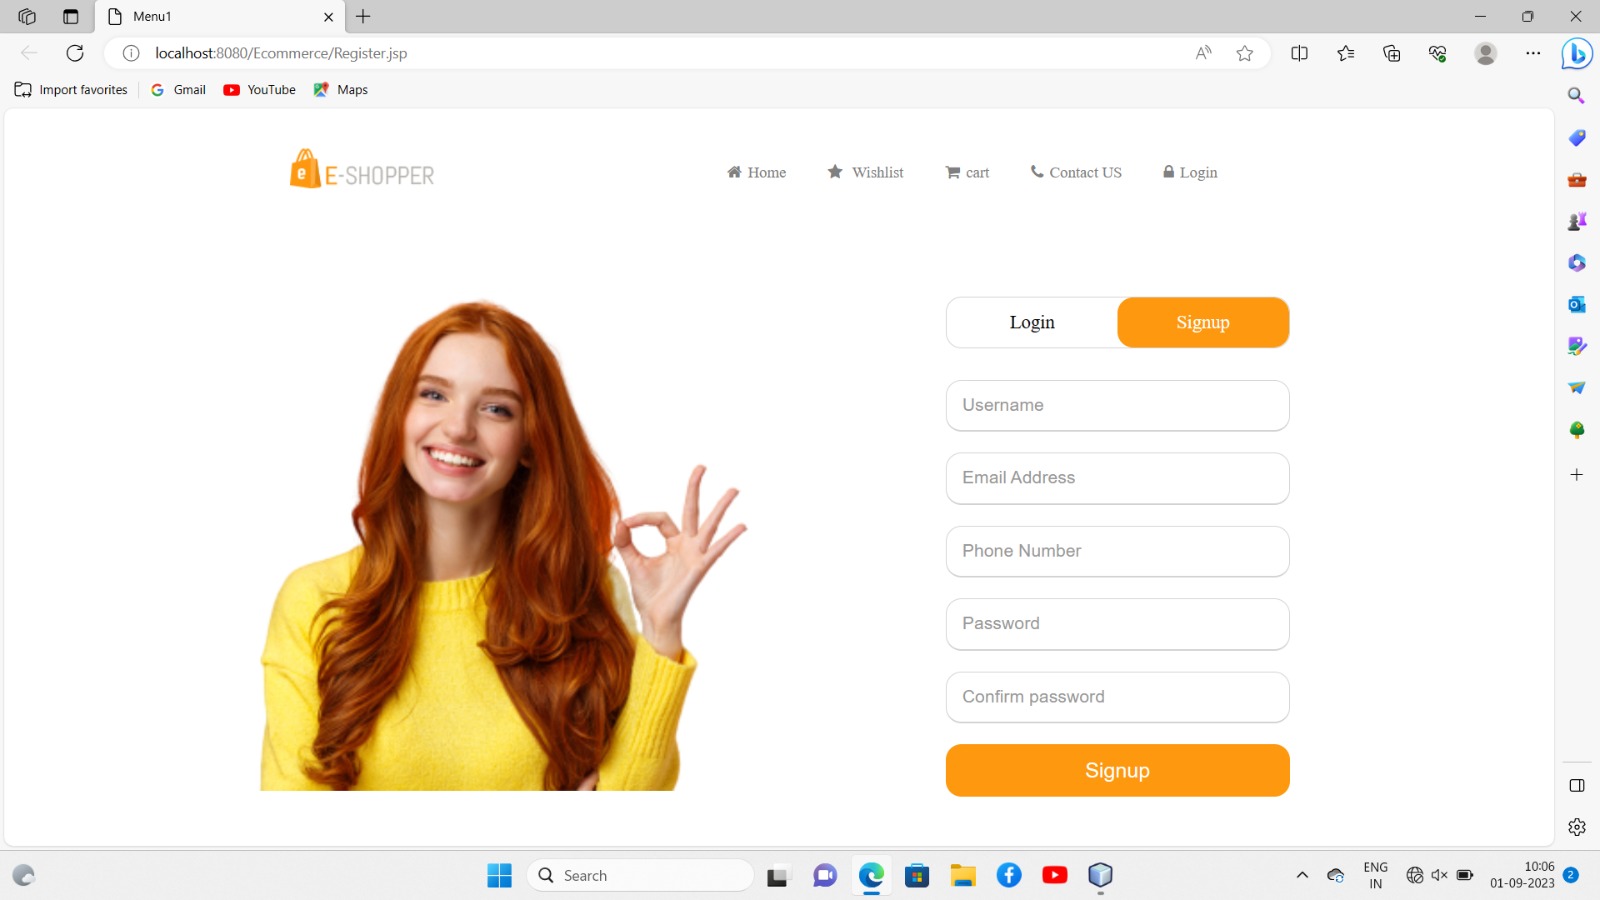 Menu1
localhost:8080/Ecommerce/Register.jsp
Import favorites Gmail YouTube Maps
e E-SHOPPER
Home Wishlist cart Contact US Login
Login Signup
Username
Email Address
Phone Number
Password
Confirm password
Signup
Search
ENG
IN
10:06
01-09-2023
2